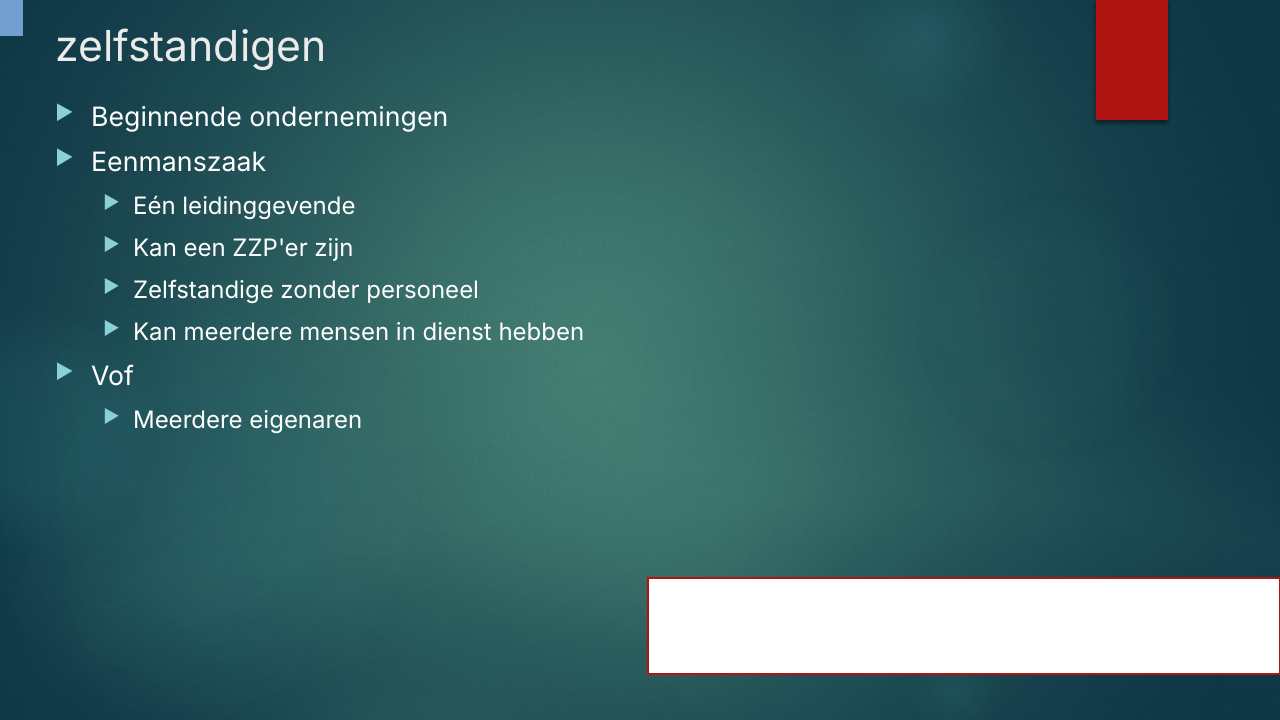 zelfstandigen
Beginnende ondernemingen
Eenmanszaak
Eén leidinggevende
Kan een ZZP'er zijn
Zelfstandige zonder personeel
Kan meerdere mensen in dienst hebben
Vof
Meerdere eigenaren